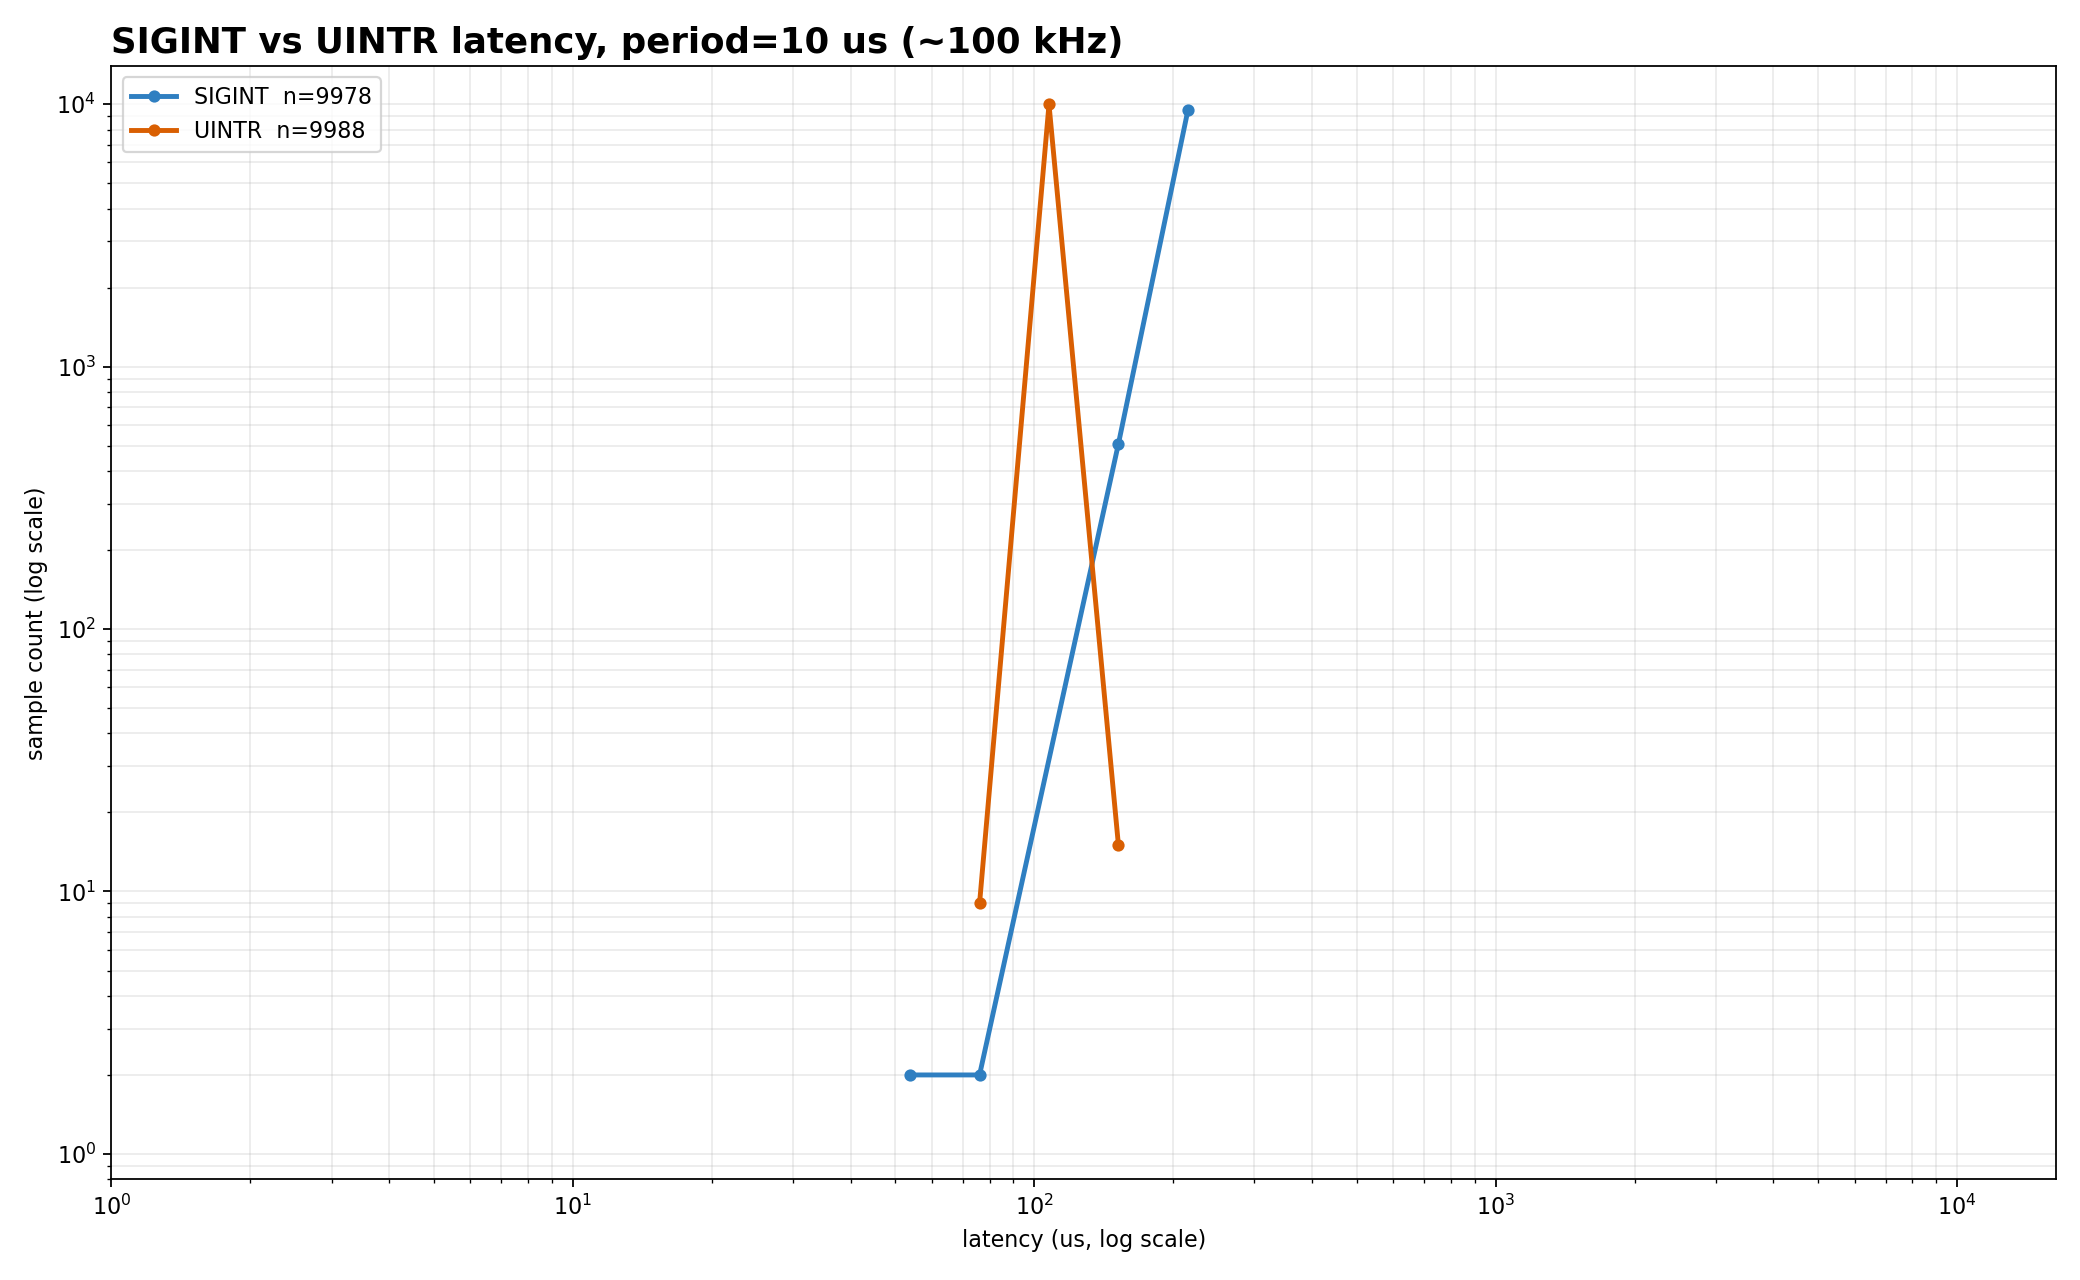 SIGINT vs UINTR latency, period=10 us (~100 kHz)
SIGINT n=9978
UINTR n=9988
10⁴
10³
10²
10¹
10⁰
sample count (log scale)
10⁰ 10¹ 10² 10³ 10⁴
latency (us, log scale)